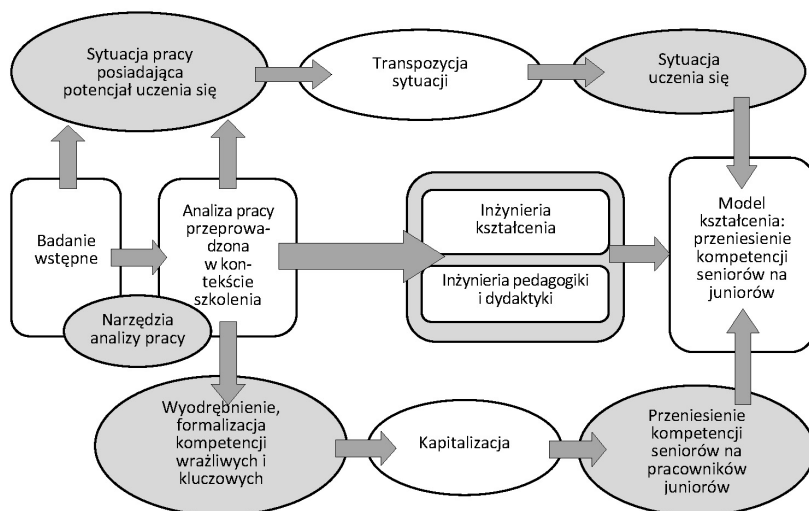 Sytuacja pracy
posiadająca
potencjał uczenia się
Transpozycja
sytuacji
Sytuacja
uczenia się
Badanie
wstępne
Analiza pracy
przeprowa-
dzona
w kon-
tekście
szkolenia
Narzędzia
analizy pracy
Inżynieria
kształcenia
Inżynieria pedagogiki
i dydaktyki
Model
kształcenia:
przeniesienie
kompetencji
seniorów na
juniorów
Wyodrębnienie,
formalizacja
kompetencji
wrażliwych i
kluczowych
Kapitalizacja
Przeniesienie
kompetencji
seniorów na
pracowników
juniorów